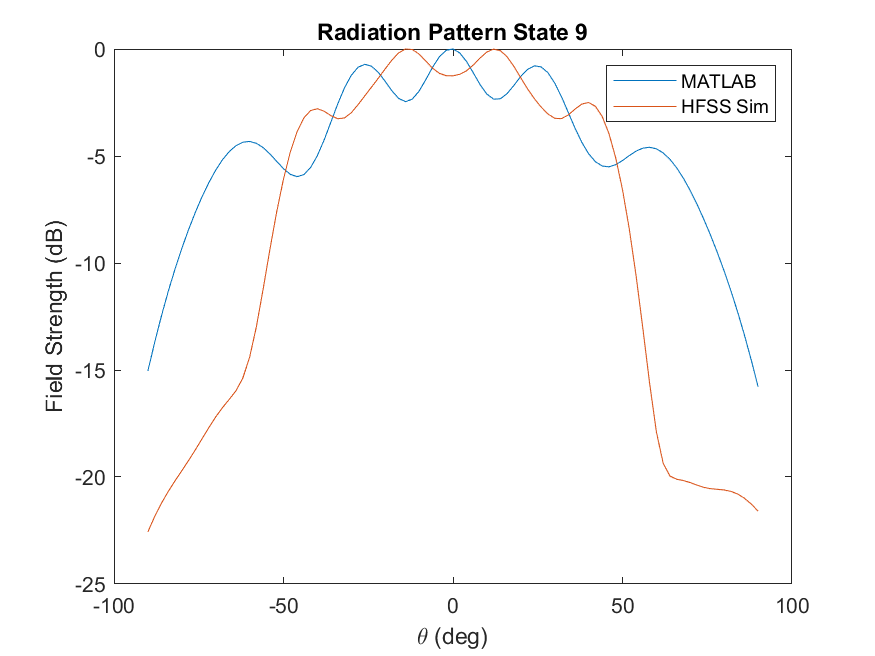 Radiation Pattern State 9
MATLAB
HFSS Sim
Field Strength (dB)
0
-5
-10
-15
-20
-25
-100
-50
0
50
100
θ (deg)